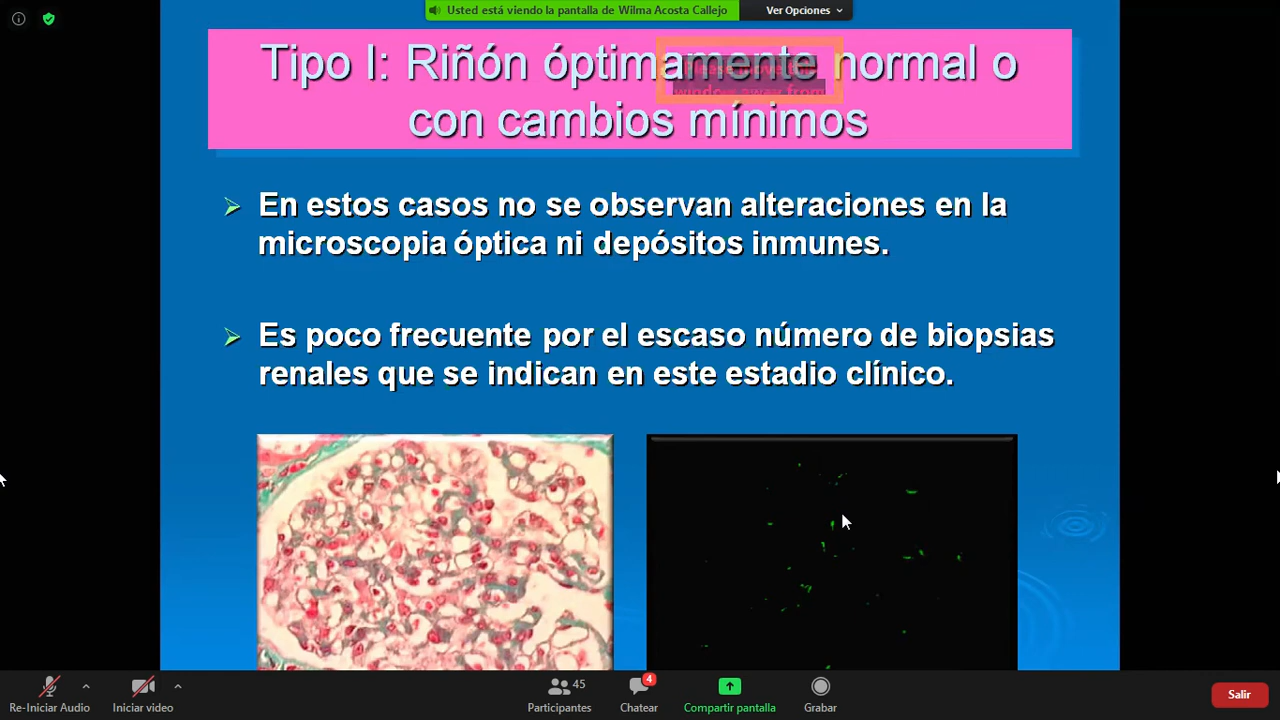 Usted está viendo la pantalla de Wilma Acosta Callejo
Ver Opciones
Tipo I: Riñón óptimamente normal o
con cambios mínimos
window away from
En estos casos no se observan alteraciones en la
microscopia óptica ni depósitos inmunes.
Es poco frecuente por el escaso número de biopsias
renales que se indican en este estadio clínico.
Re-Iniciar Audio
Iniciar video
45
Participantes
4
Chatear
Compartir pantalla
Grabar
Salir